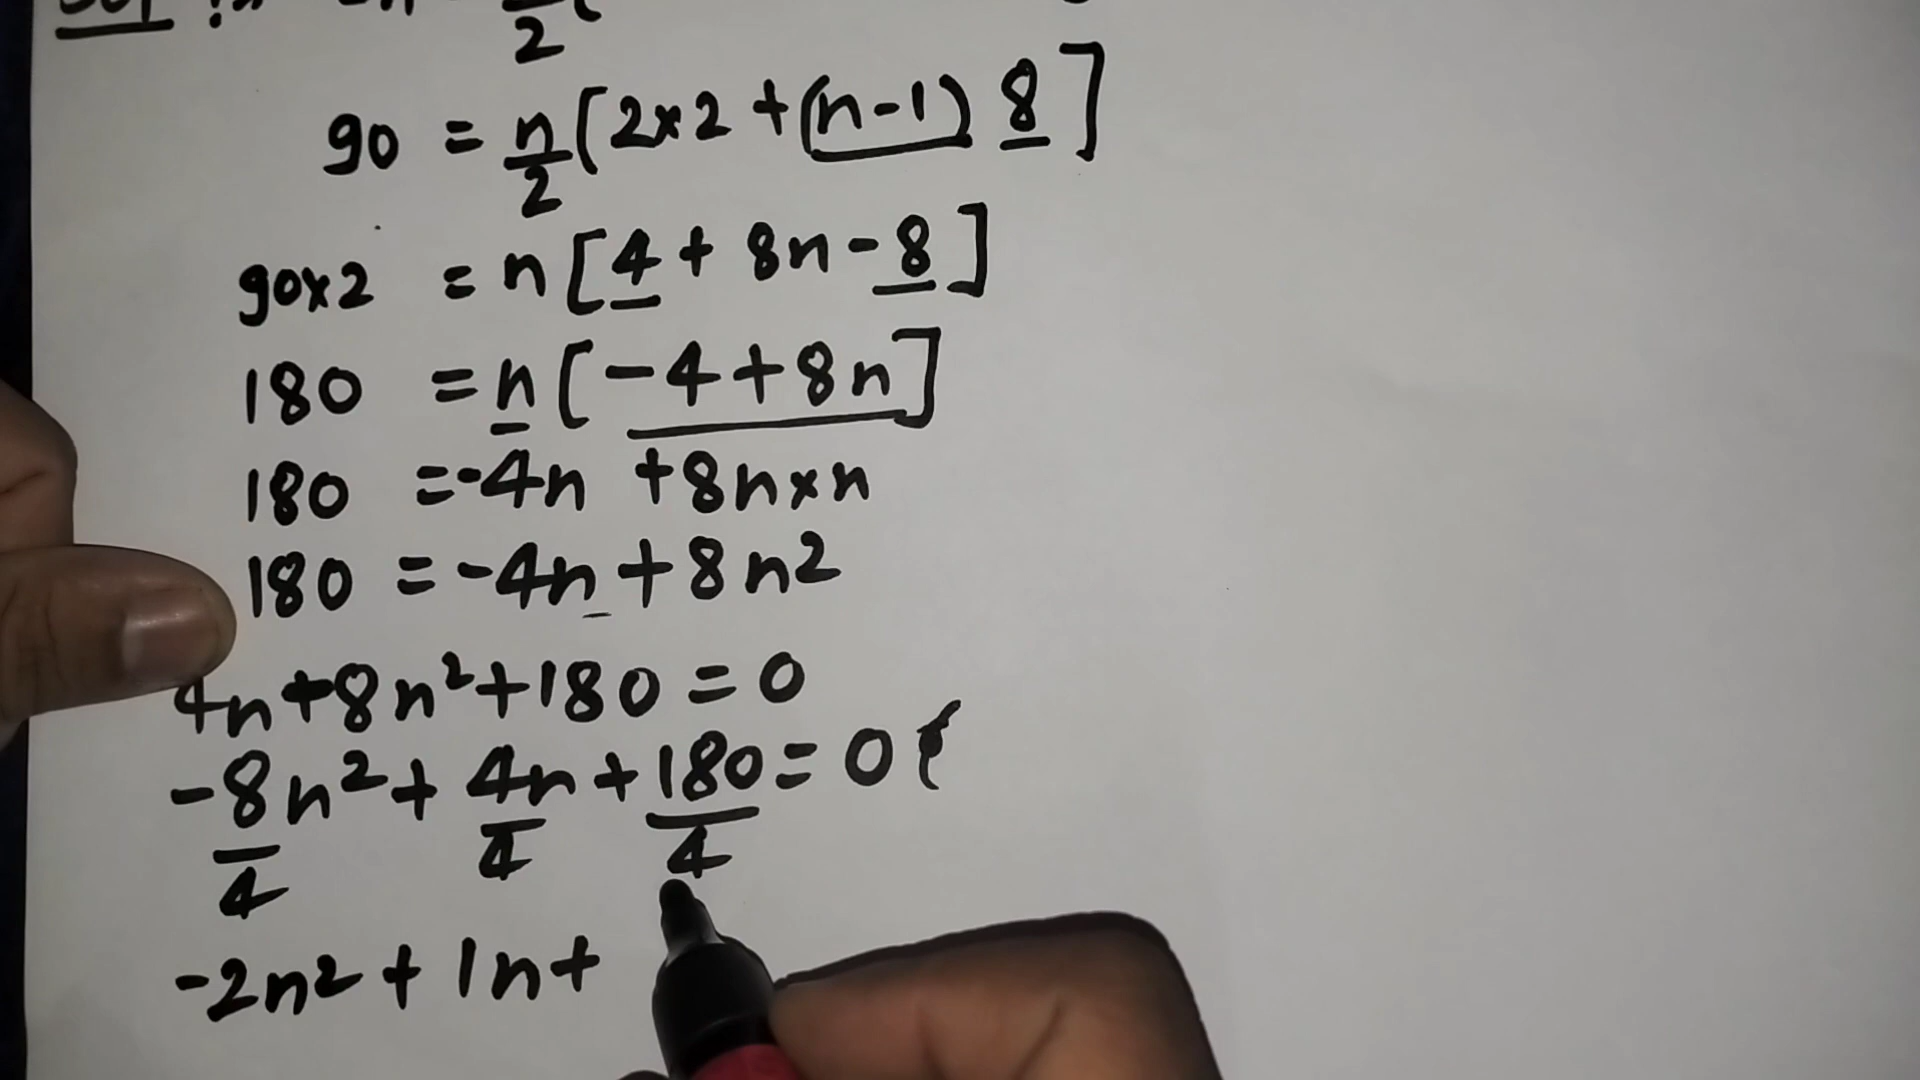 2
90 = n/2 [2×2 + (n-1) 8]
90×2 = n [4 + 8n - 8]
180 = n [-4 + 8n]
180 = -4n + 8n×n
180 = -4n + 8n2
4n + 8n² + 180 = 0
-8n²/4 + 4n/4 + 180/4 = 0
-2n2 + 1n +